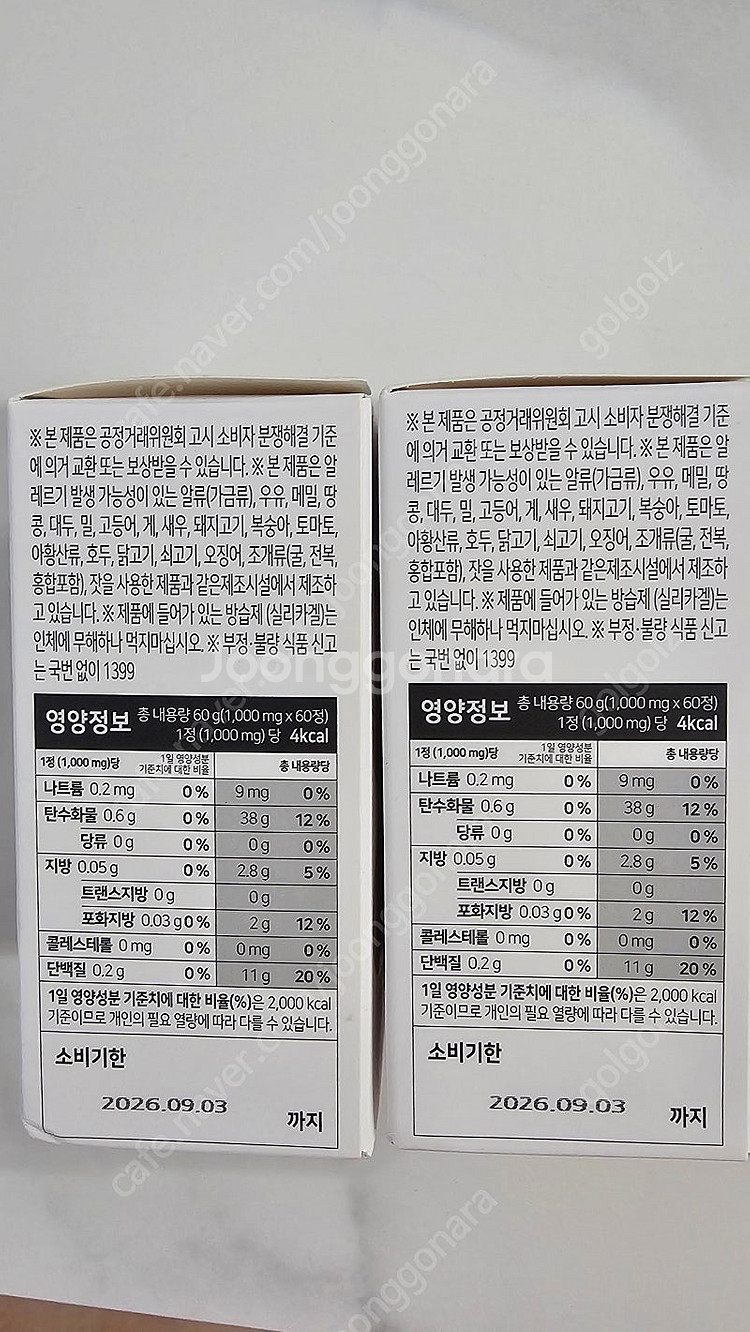 ※ 본 제품은 공정거래위원회 고시 소비자 분쟁해결 기준
에 의거 교환 또는 보상받을 수 있습니다. ※ 본 제품은 알
레르기 발생 가능성이 있는 알류(가금류), 우유, 메밀, 땅
콩, 대두, 밀, 고등어, 게, 새우, 돼지고기, 복숭아, 토마토,
아황산류, 호두, 닭고기, 쇠고기, 오징어, 조개류(굴, 전복,
홍합포함), 잣을 사용한 제품과 같은제조시설에서 제조하
고 있습니다. ※ 제품에 들어가 있는 방습제 (실리카겔)는
인체에 무해하나 먹지마십시오. ※ 부정·불량 식품 신고
는 국번 없이 1399
영양정보 총 내용량 60 g(1,000 mg x 60정)
1정 (1,000 mg) 당 4kcal
1정 (1,000 mg)당 1일 영양성분 기준치에 대한 비율 총 내용량당
나트륨 0.2 mg 0 % 9 mg 0 %
탄수화물 0.6 g 0 % 38 g 12 %
당류 0 g 0 % 0 g 0 %
지방 0.05 g 0 % 2.8 g 5 %
트랜스지방 0 g 0 g
포화지방 0.03 g 0 % 2 g 12 %
콜레스테롤 0 mg 0 % 0 mg 0 %
단백질 0.2 g 0 % 11 g 20 %
1일 영양성분 기준치에 대한 비율(%)은 2,000 kcal
기준이므로 개인의 필요 열량에 따라 다를 수 있습니다.
소비기한
2026.09.03
까지
※ 본 제품은 공정거래위원회 고시 소비자 분쟁해결 기준
에 의거 교환 또는 보상받을 수 있습니다. ※ 본 제품은 알
레르기 발생 가능성이 있는 알류(가금류), 우유, 메밀, 땅
콩, 대두, 밀, 고등어, 게, 새우, 돼지고기, 복숭아, 토마토,
아황산류, 호두, 닭고기, 쇠고기, 오징어, 조개류(굴, 전복,
홍합포함), 잣을 사용한 제품과 같은제조시설에서 제조하
고 있습니다. ※ 제품에 들어가 있는 방습제 (실리카겔)는
인체에 무해하나 먹지마십시오. ※ 부정·불량 식품 신고
는 국번 없이 1399
영양정보 총 내용량 60 g(1,000 mg x 60정)
1정 (1,000 mg) 당 4kcal
1정 (1,000 mg)당 1일 영양성분 기준치에 대한 비율 총 내용량당
나트륨 0.2 mg 0 % 9 mg 0 %
탄수화물 0.6 g 0 % 38 g 12 %
당류 0 g 0 % 0 g 0 %
지방 0.05 g 0 % 2.8 g 5 %
트랜스지방 0 g 0 g
포화지방 0.03 g 0 % 2 g 12 %
콜레스테롤 0 mg 0 % 0 mg 0 %
단백질 0.2 g 0 % 11 g 20 %
1일 영양성분 기준치에 대한 비율(%)은 2,000 kcal
기준이므로 개인의 필요 열량에 따라 다를 수 있습니다.
소비기한
2026.09.03
까지
cafe.naver.com/joonggonara
golgolz
Joonggonara